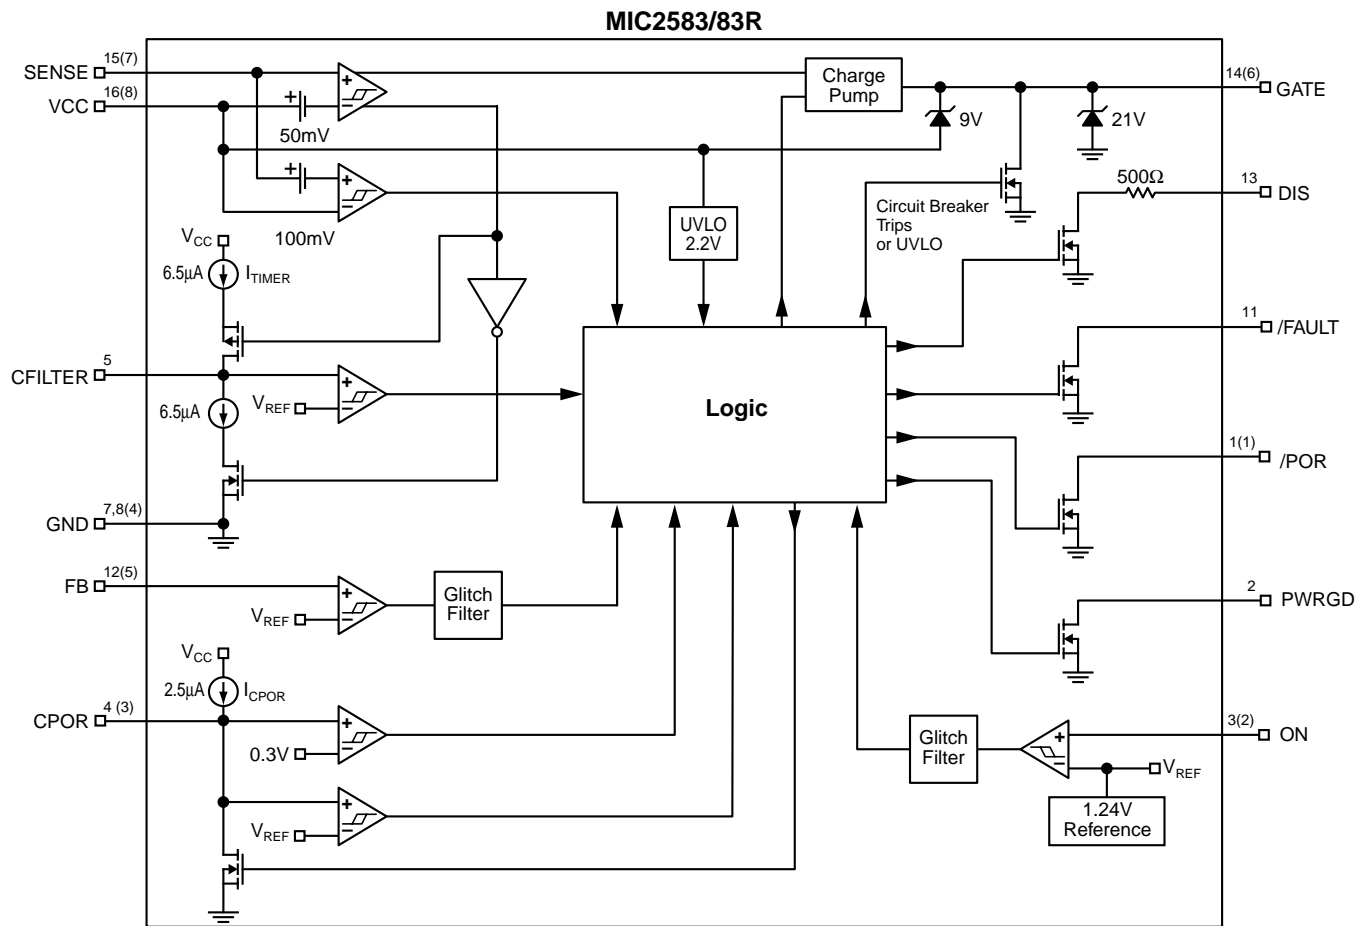 MIC2583/83R
SENSE
15(7)
VCC
16(8)
50mV
100mV
Charge
Pump
9V
21V
14(6)
GATE
500Ω
13
DIS
UVLO
2.2V
Circuit Breaker
Trips
or UVLO
VCC
6.5µA
ITIMER
CFILTER
5
VREF
6.5µA
Logic
11
/FAULT
1(1)
/POR
GND
7,8(4)
FB
12(5)
VREF
Glitch
Filter
2
PWRGD
VCC
2.5µA
ICPOR
CPOR
4 (3)
0.3V
VREF
Glitch
Filter
3(2)
ON
VREF
1.24V
Reference